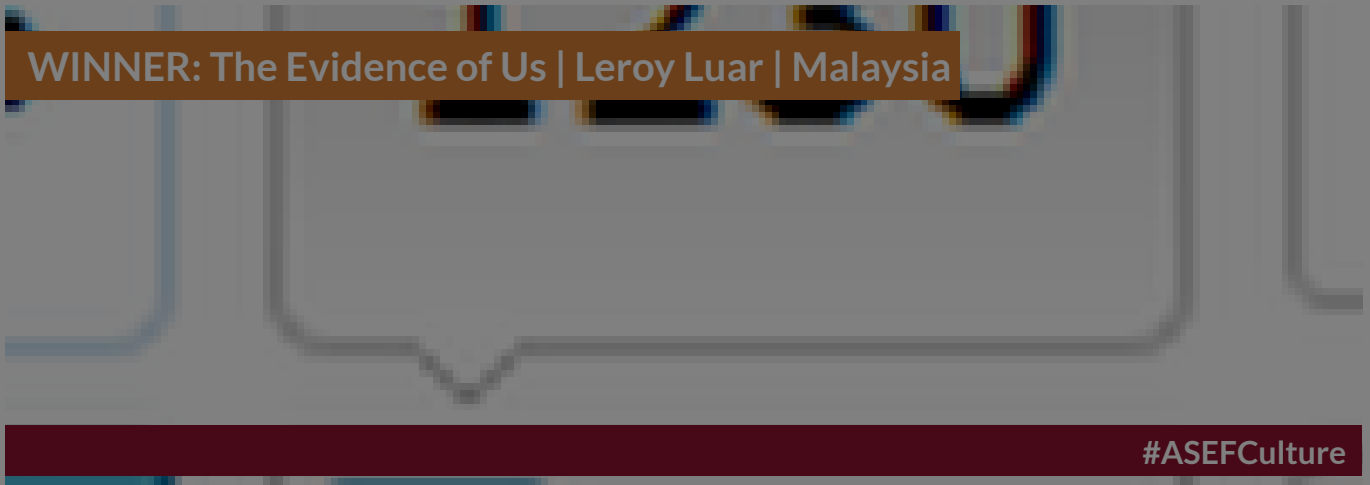 WINNER: The Evidence of Us | Leroy Luar | Malaysia
#ASEFCulture